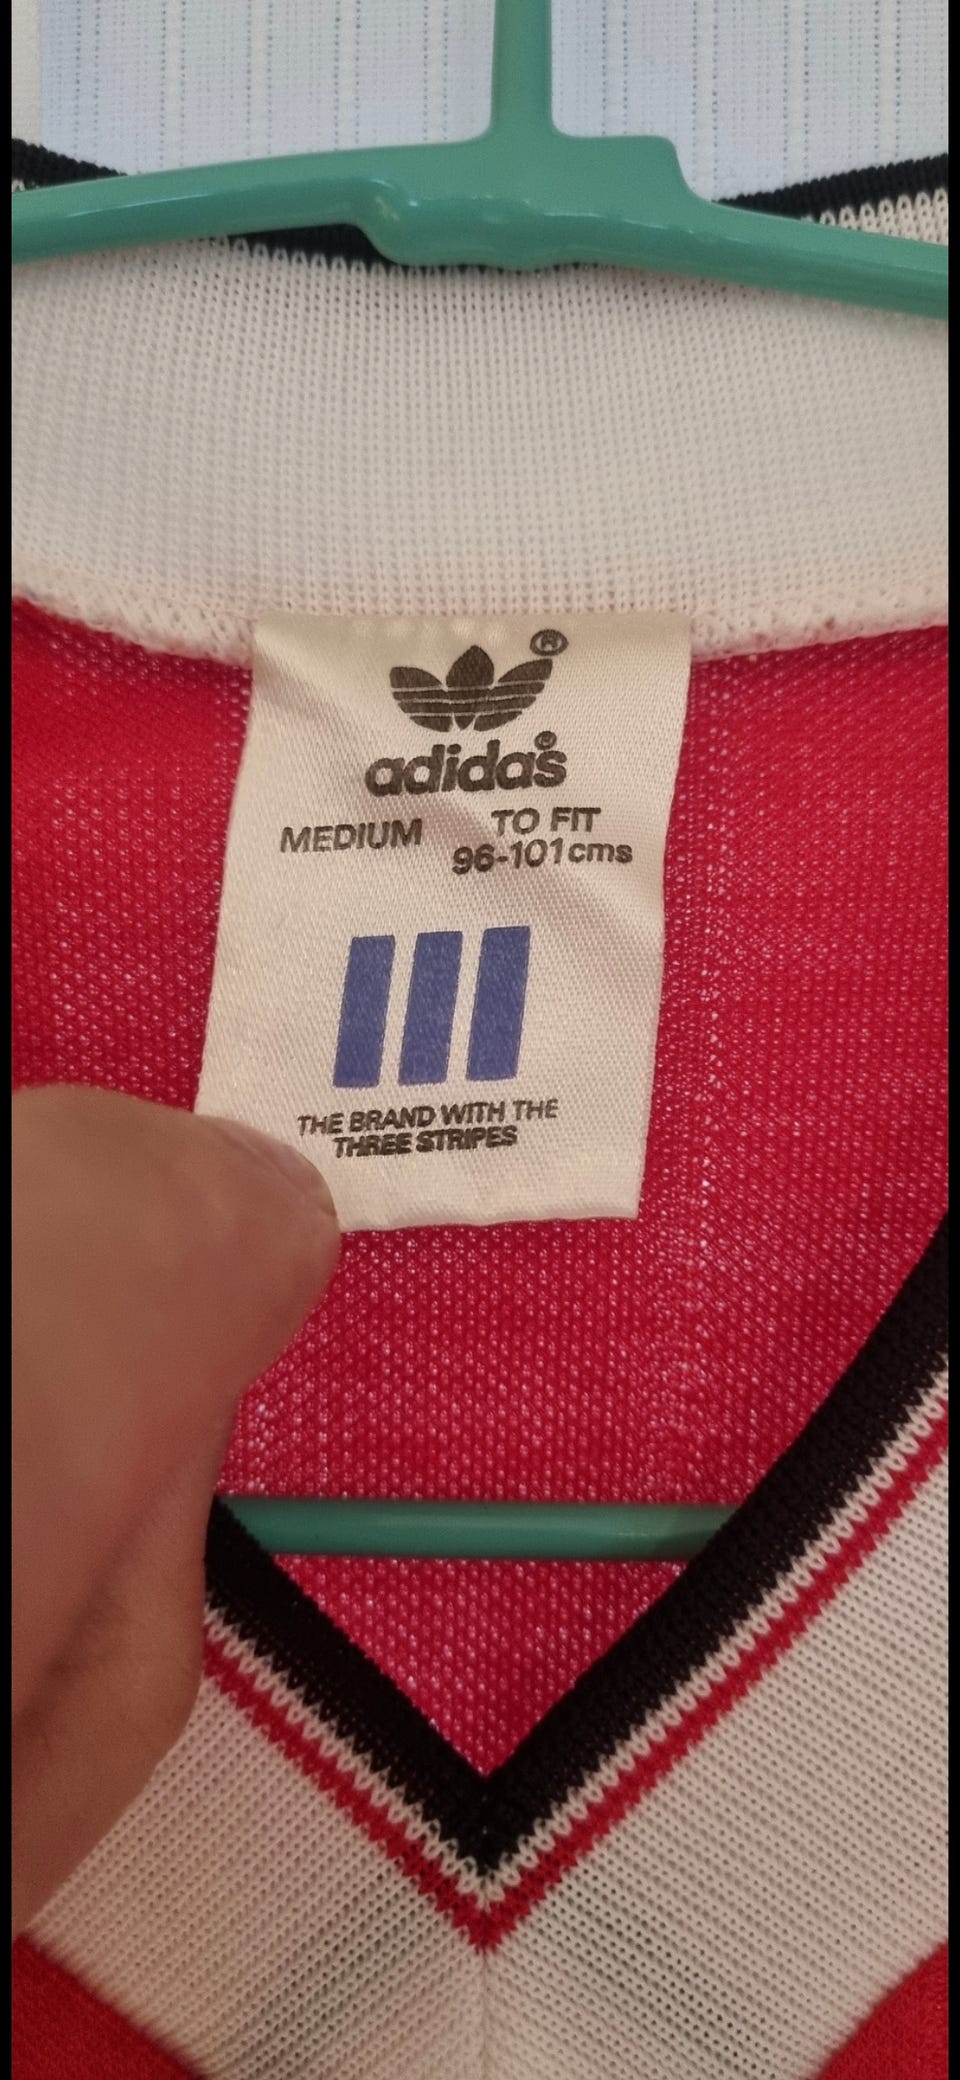 ®
adidas®
MEDIUM TO FIT
96-101cms
THE BRAND WITH THE
THREE STRIPES